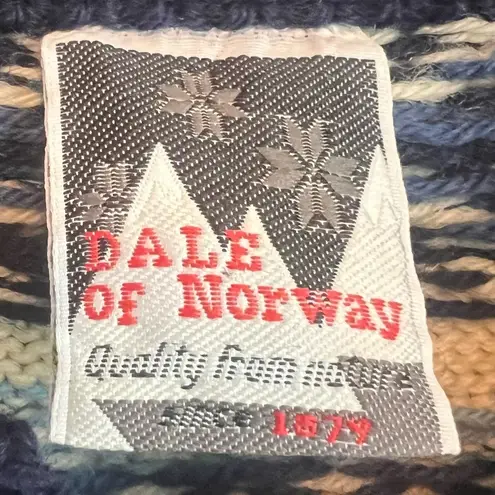 DALE
OF Norway
Quality from nature
since 1879